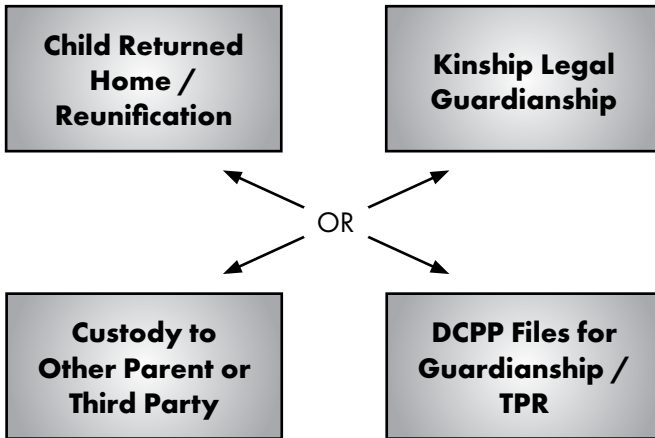 Child Returned
Home /
Reunification
Kinship Legal
Guardianship
OR
Custody to
Other Parent or
Third Party
DCPP Files for
Guardianship /
TPR